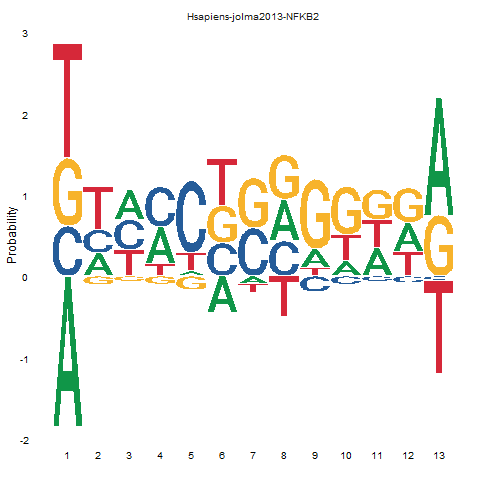 Hsapiens-jolma2013-NFKB2
3
2
1
0
-1
-2
Probability
T G C A
T C A G
A C T G
C A T G
C T A G
T G C A
G C A T
G A C T
G A T C
G T A C
G T A C
G A T C
A G C T
1 2 3 4 5 6 7 8 9 10 11 12 13